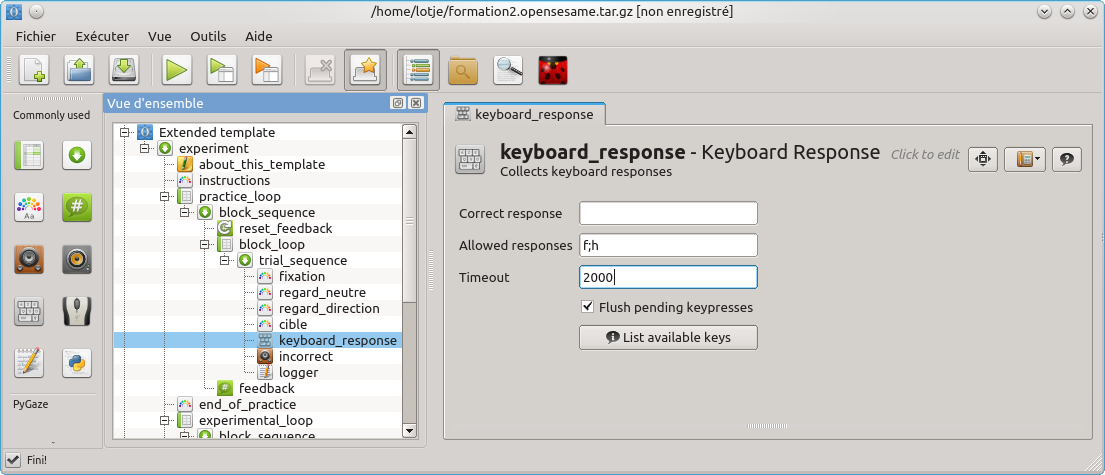 /home/lotje/formation2.opensesame.tar.gz [non enregistré]
Fichier Exécuter Vue Outils Aide
Commonly used
Vue d'ensemble
Extended template
experiment
about_this_template
instructions
practice_loop
block_sequence
reset_feedback
block_loop
trial_sequence
fixation
regard_neutre
regard_direction
cible
keyboard_response
incorrect
logger
feedback
end_of_practice
experimental_loop
block_sequence
Aa
PyGaze
keyboard_response
keyboard_response - Keyboard Response Click to edit
Collects keyboard responses
Correct response
Allowed responses f;h
Timeout 2000
Flush pending keypresses
List available keys
Fini!